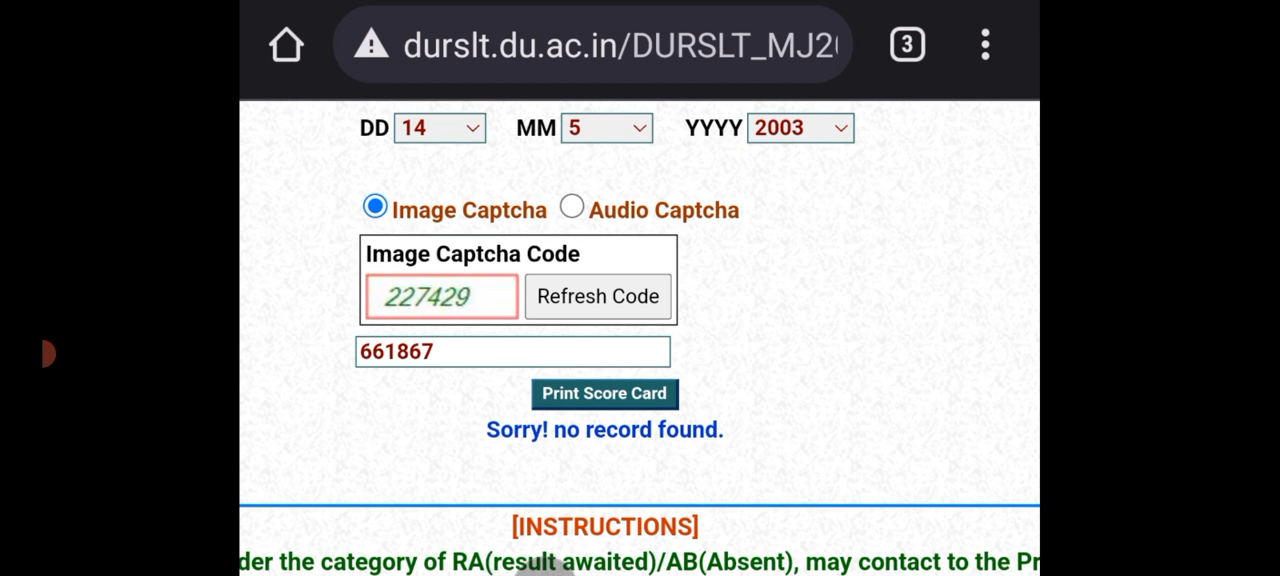 durslt.du.ac.in/DURSLT_MJ2
3
DD 14 MM 5 YYYY 2003
Image Captcha Audio Captcha
Image Captcha Code
227429 Refresh Code
661867
Print Score Card
Sorry! no record found.
[INSTRUCTIONS]
der the category of RA(result awaited)/AB(Absent), may contact to the Pr